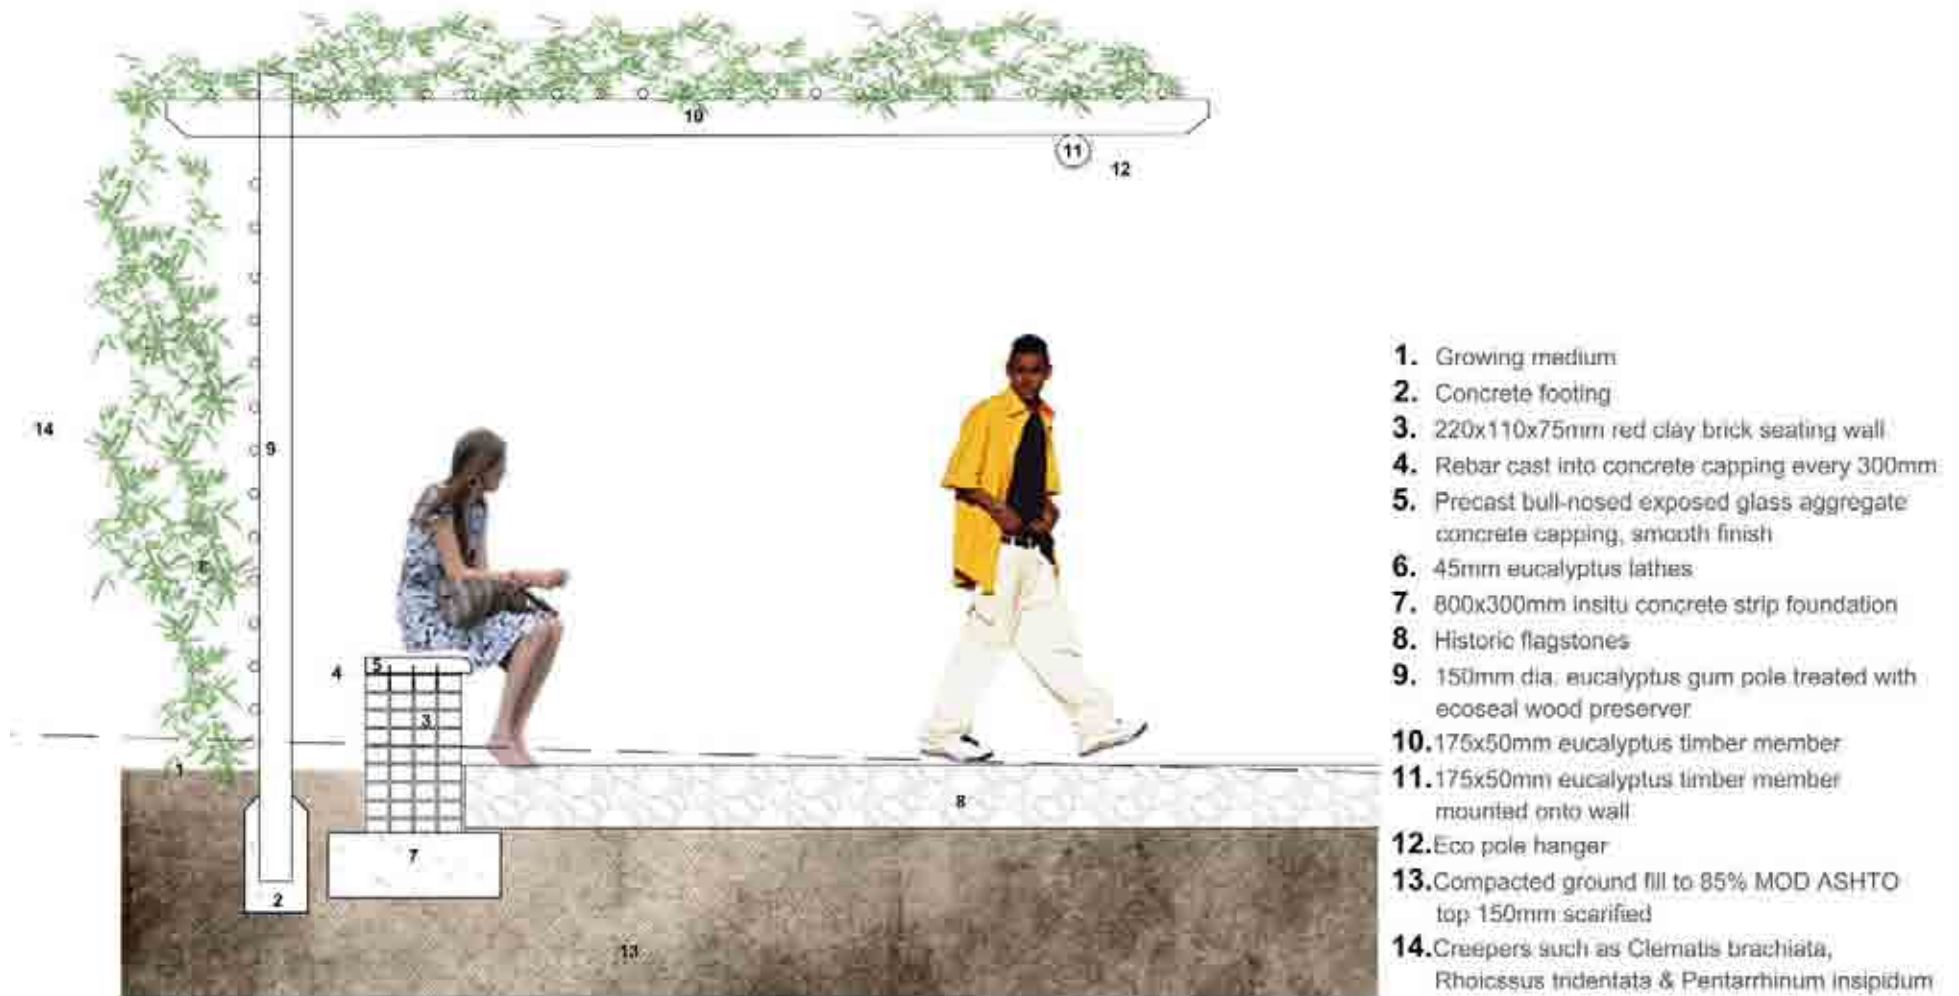 10
11
12
14
9
6
5
4
3
1
8
7
2
13
1. Growing medium
2. Concrete footing
3. 220x110x75mm red clay brick seating wall
4. Rebar cast into concrete capping every 300mm
5. Precast bull-nosed exposed glass aggregate
concrete capping, smooth finish
6. 45mm eucalyptus lathes
7. 800x300mm insitu concrete strip foundation
8. Historic flagstones
9. 150mm dia. eucalyptus gum pole treated with
ecoseal wood preserver
10. 175x50mm eucalyptus timber member
11. 175x50mm eucalyptus timber member
mounted onto wall
12. Eco pole hanger
13. Compacted ground fill to 85% MOD ASHTO
top 150mm scarified
14. Creepers such as Clematis brachiata,
Rhoicssus tridentata & Pentarrhinum insipidum